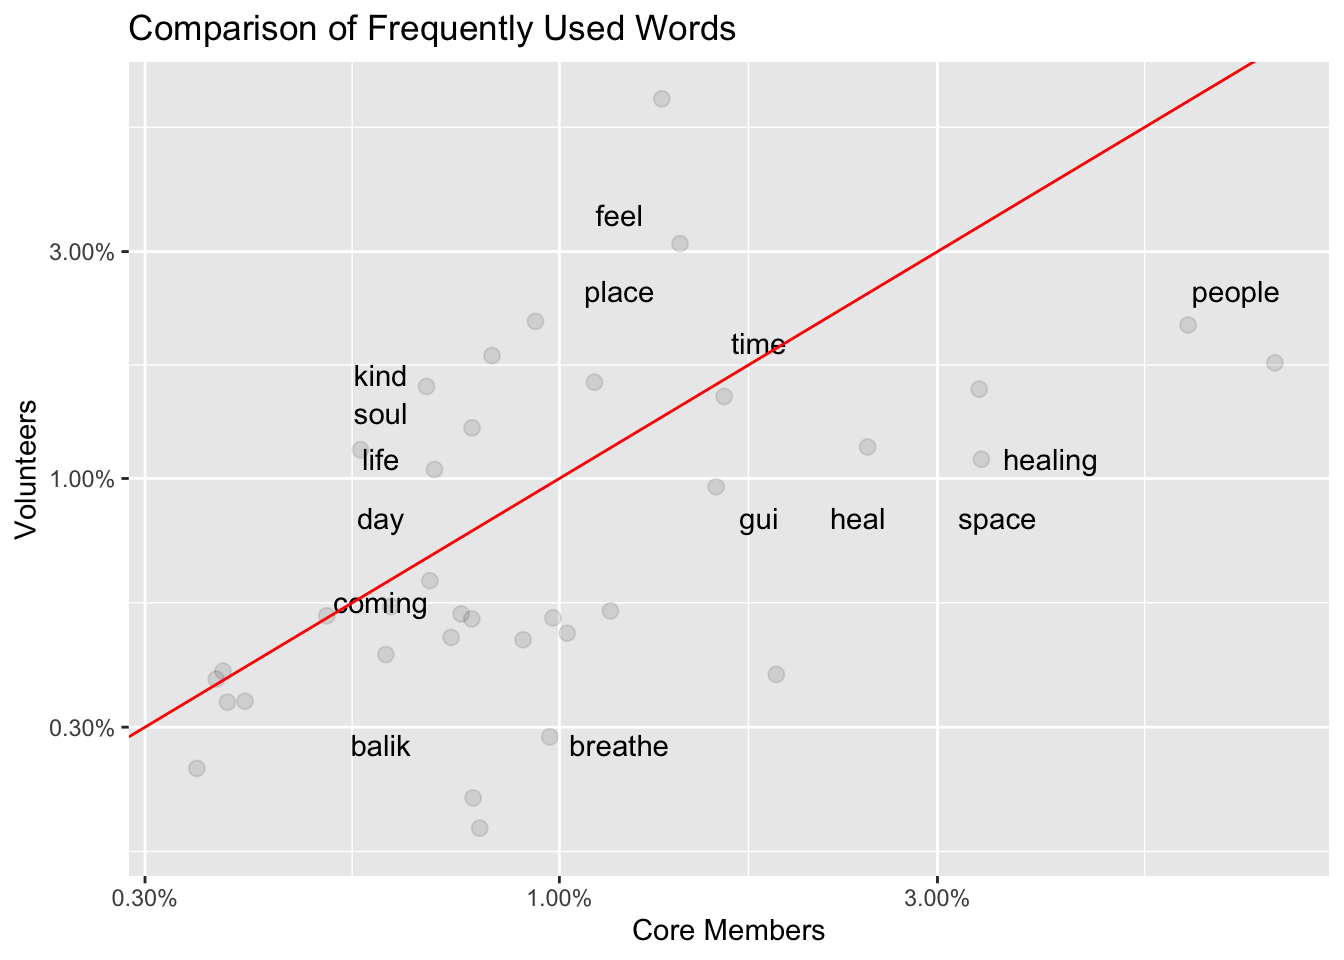 Comparison of Frequently Used Words
feel
3.00%
place
people
time
kind
soul
life
healing
1.00%
day
gui
heal
space
coming
0.30%
balik
breathe
Volunteers
0.30%
1.00%
3.00%
Core Members